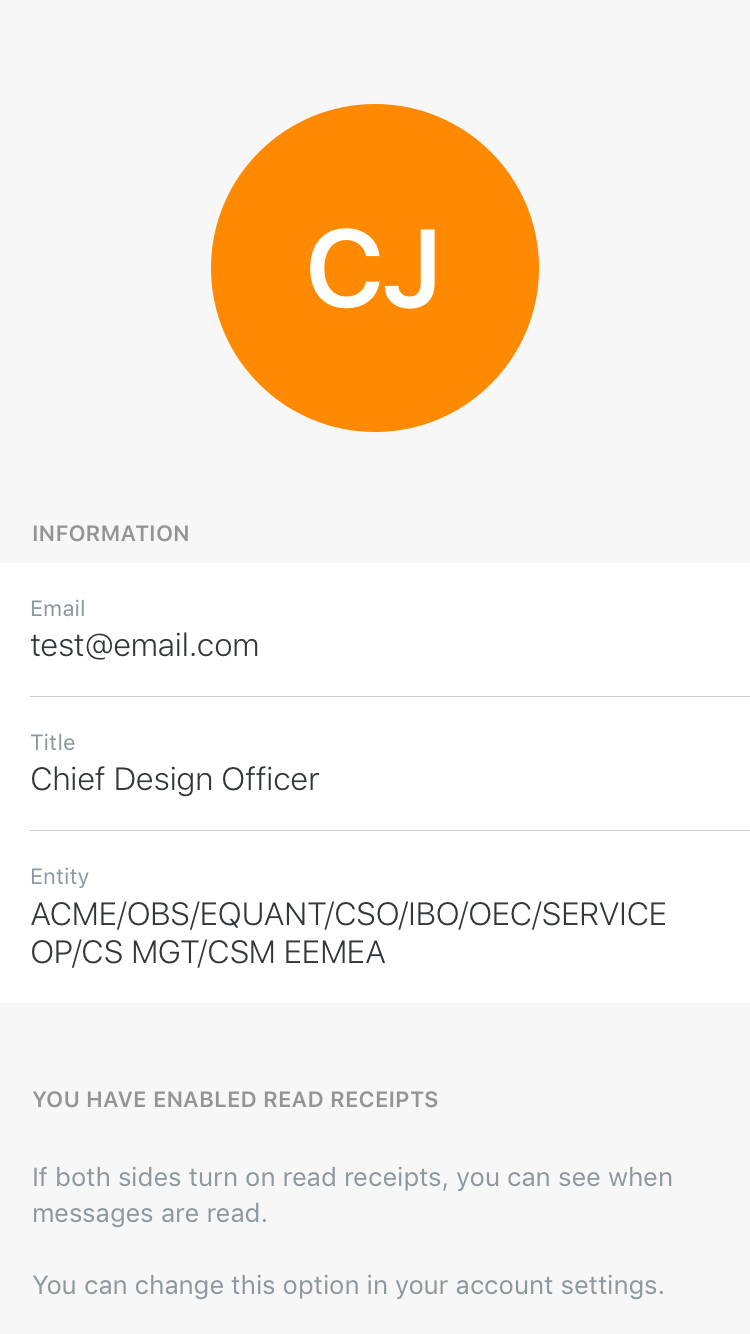 CJ
INFORMATION
Email
test@email.com
Title
Chief Design Officer
Entity
ACME/OBS/EQUANT/CSO/IBO/OEC/SERVICE
OP/CS MGT/CSM EEMEA
YOU HAVE ENABLED READ RECEIPTS
If both sides turn on read receipts, you can see when
messages are read.
You can change this option in your account settings.